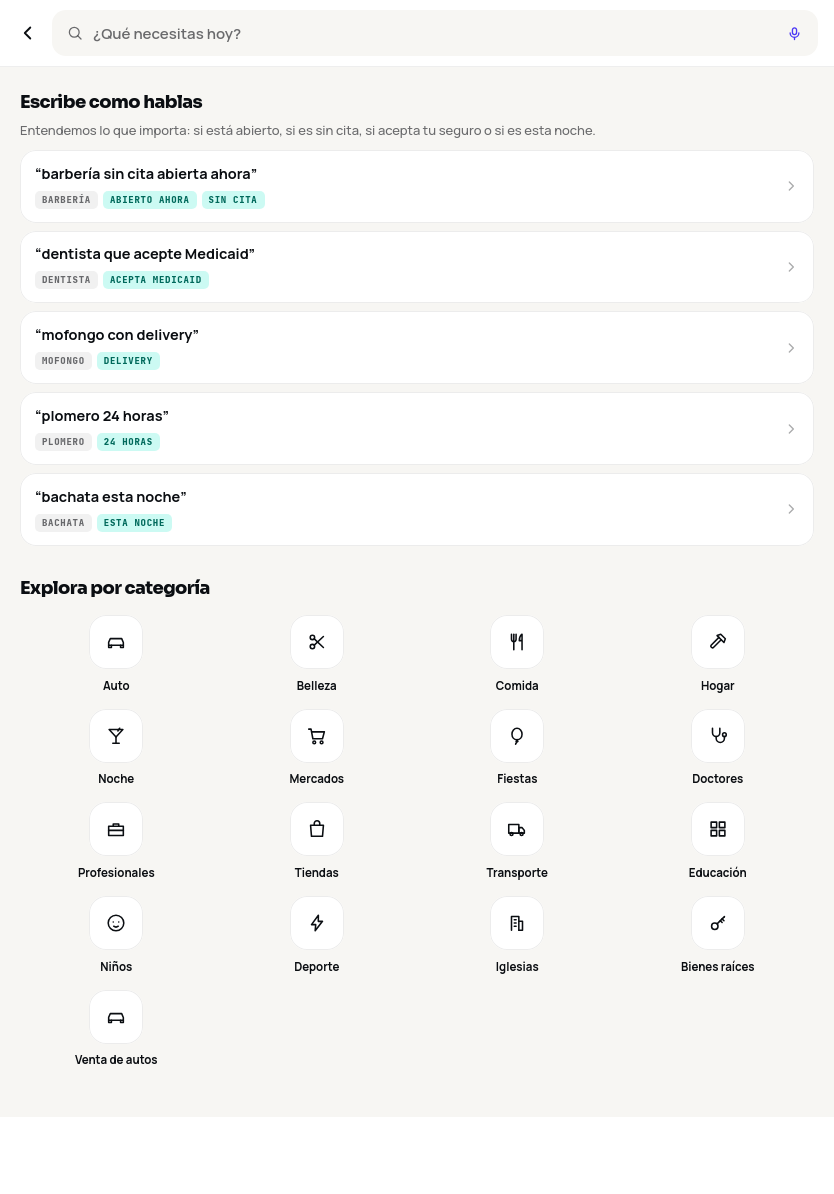 ¿Qué necesitas hoy?
Escribe como hablas
Entendemos lo que importa: si está abierto, si es sin cita, si acepta tu seguro o si es esta noche.
“barbería sin cita abierta ahora”
BARBERÍA ABIERTO AHORA SIN CITA
“dentista que acepte Medicaid”
DENTISTA ACEPTA MEDICAID
“mofongo con delivery”
MOFONGO DELIVERY
“plomero 24 horas”
PLOMERO 24 HORAS
“bachata esta noche”
BACHATA ESTA NOCHE
Explora por categoría
Auto Belleza Comida Hogar
Noche Mercados Fiestas Doctores
Profesionales Tiendas Transporte Educación
Niños Deporte Iglesias Bienes raíces
Venta de autos